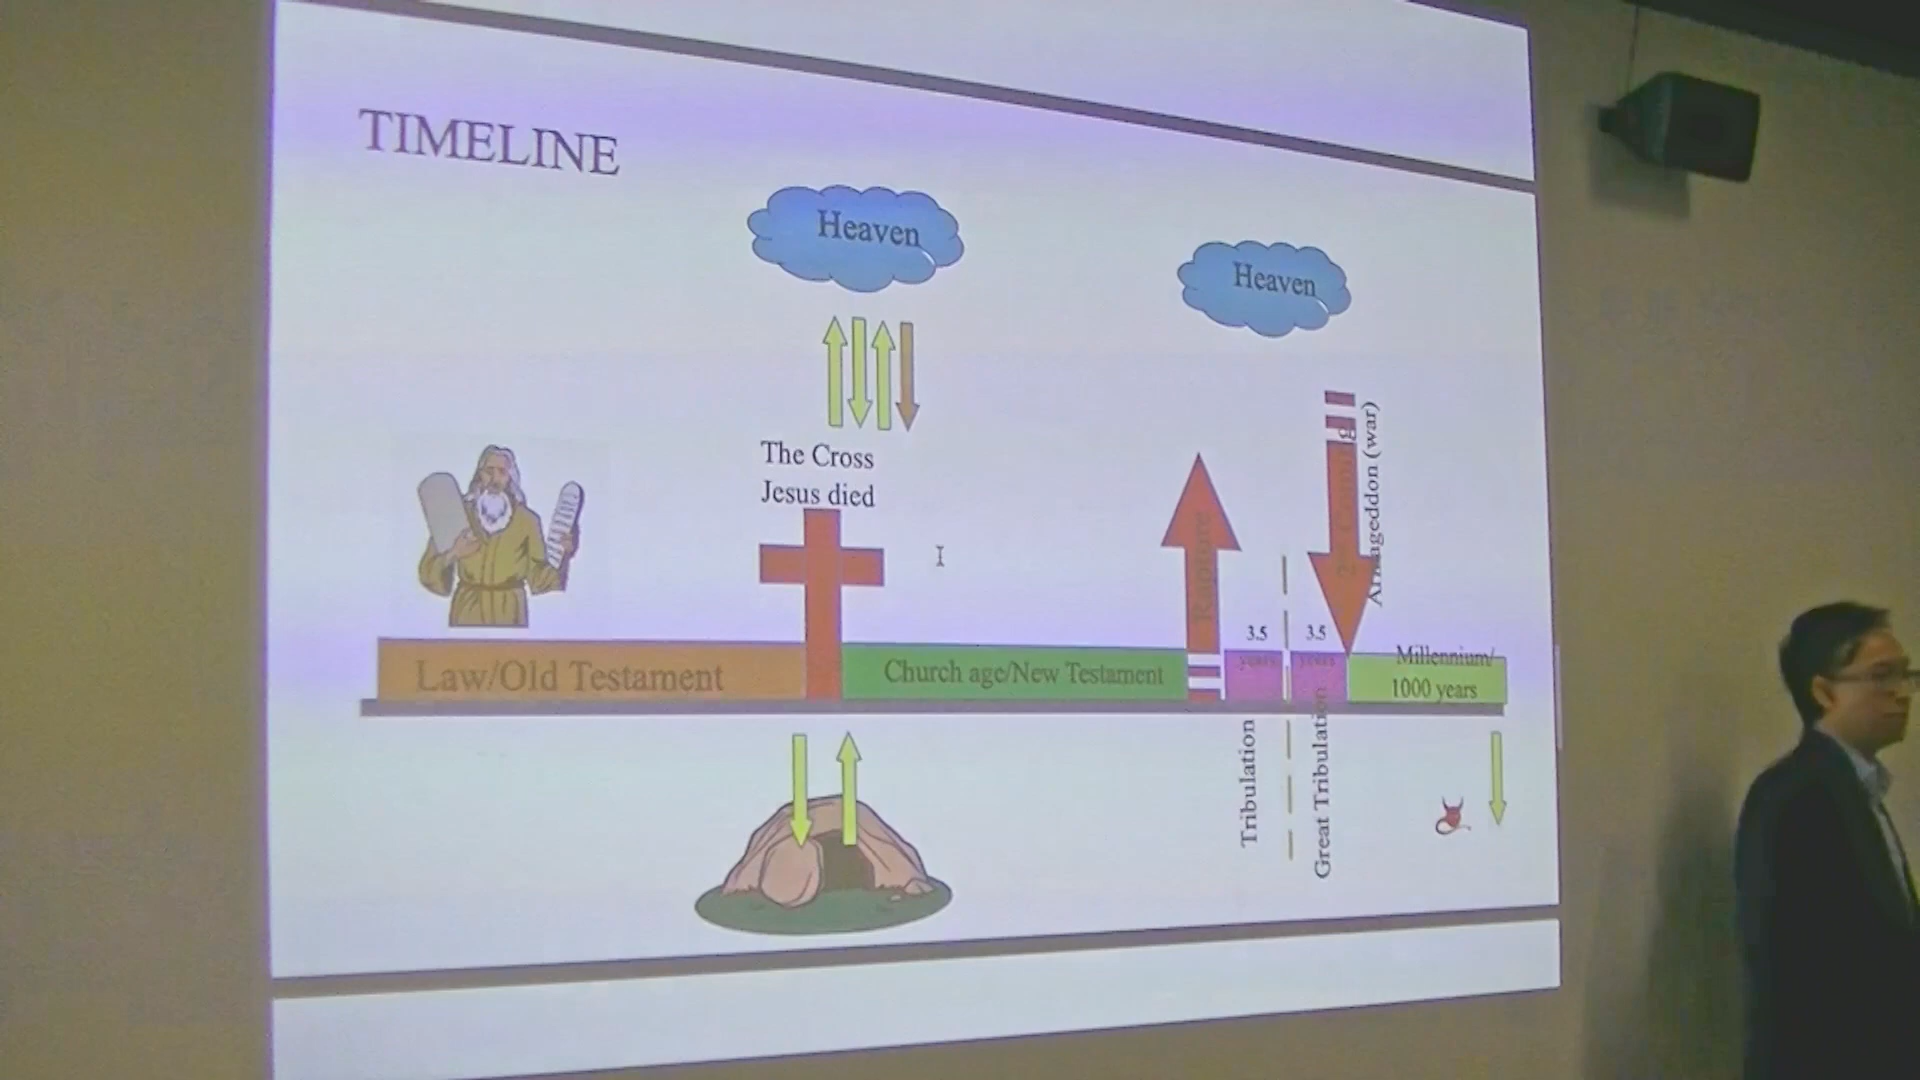 TIMELINE
Heaven
Heaven
The Cross
Jesus died
Rapture
Armageddon (war)
Law/Old Testament
Church age/New Testament
3.5
years
3.5
years
Millennium/
1000 years
Tribulation
Great Tribulation